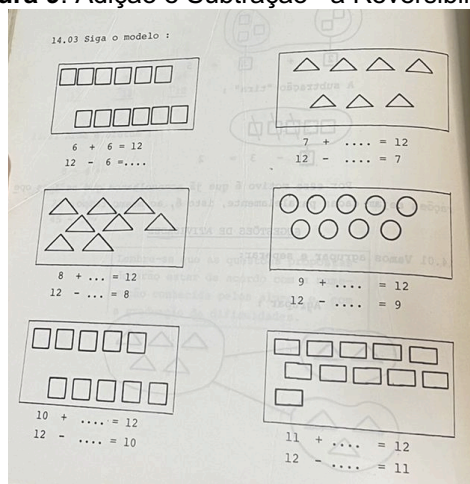 Adição e Subtração - a Reversibil
14.03 Siga o modelo :
6 + 6 = 12
12 - 6 =....
7 + .... = 12
12 - .... = 7
8 + ... = 12
12 - ... = 8
9 + .... = 12
12 - .... = 9
10 + .... = 12
12 - .... = 10
11 + .... = 12
12 - .... = 11